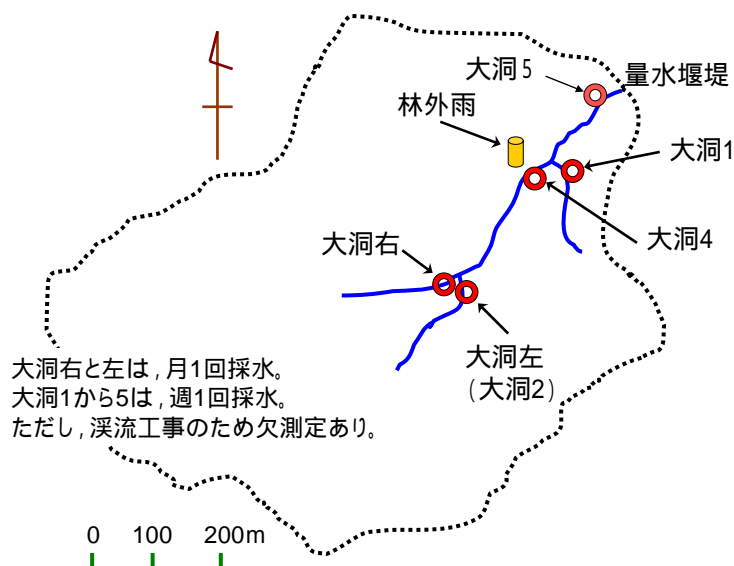 大洞5
量水堰堤
林外雨
大洞1
大洞4
大洞右
大洞左
(大洞2)
大洞右と左は,月1回採水。
大洞1から5は,週1回採水。
ただし,渓流工事のため欠測定あり。
0 100 200m